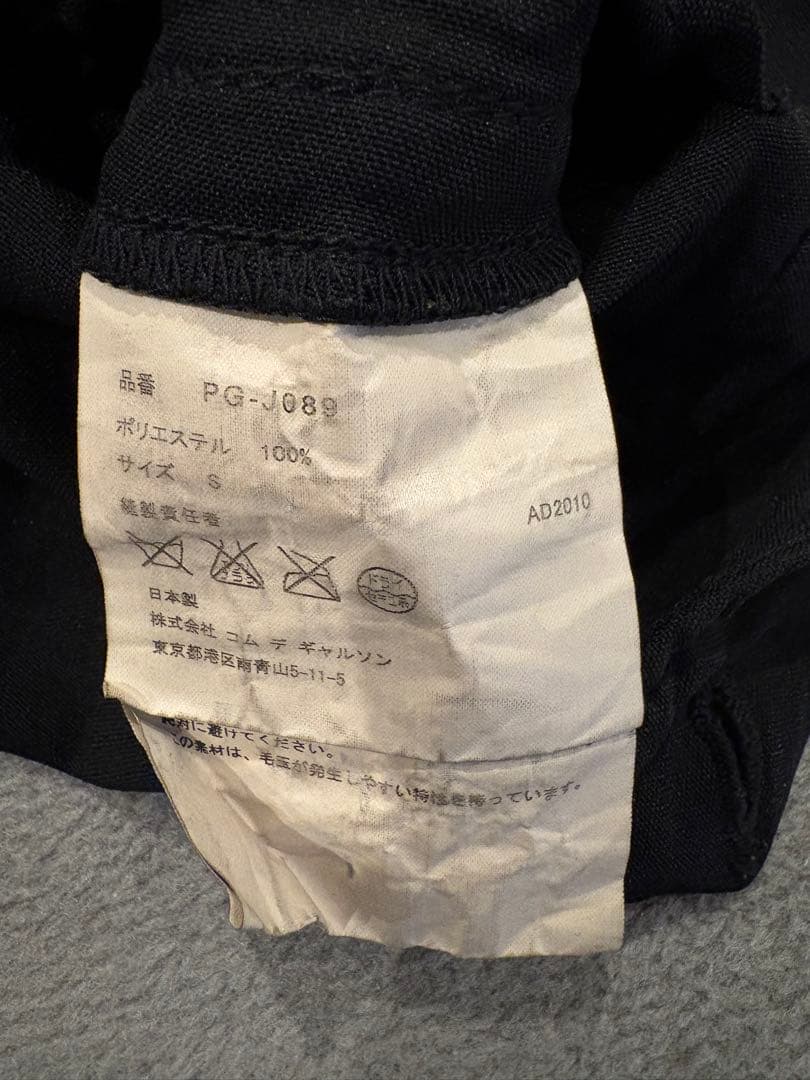 品番 PG-J089
ポリエステル 100%
サイズ S
縫製責任者
AD2010
ドライ
日本製
株式会社 コム デ ギャルソン
東京都港区南青山5-11-5
絶対に避けてください。
この素材は、毛玉が発生しやすい特性を持っています。